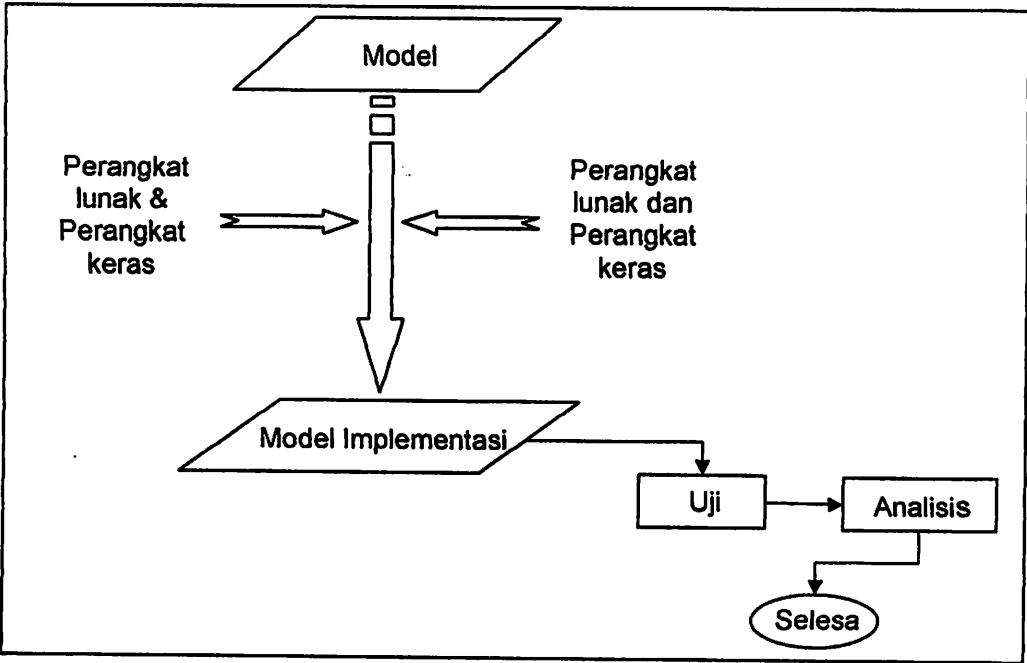 Model
Perangkat
lunak &
Perangkat
keras
Perangkat
lunak dan
Perangkat
keras
Model Implementasi
Uji
Analisis
Selesa